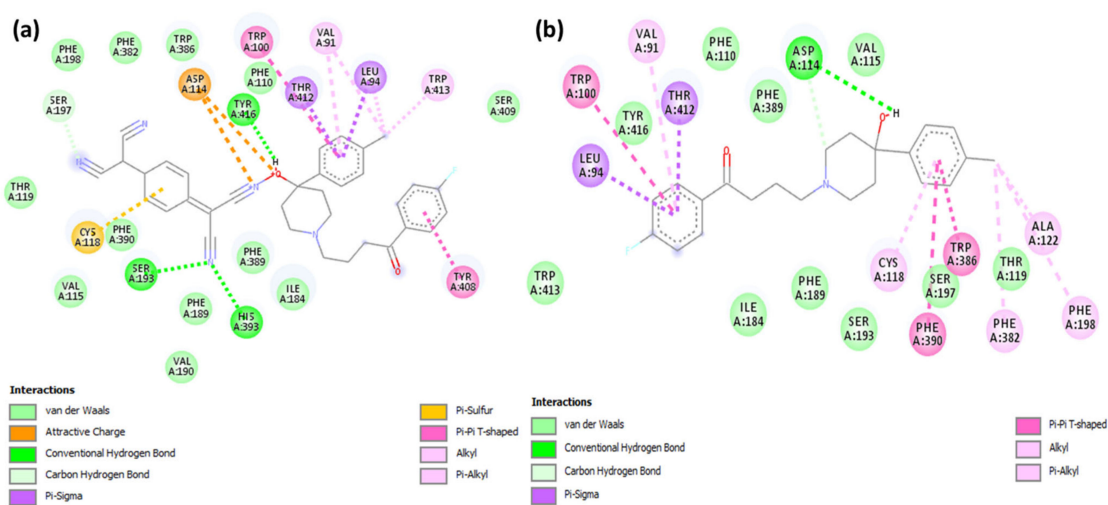 (a)
PHE
A:198
PHE
A:382
TRP
A:386
TRP
A:100
VAL
A:91
ASP
A:114
PHE
A:110
THR
A:412
LEU
A:94
TRP
A:413
SER
A:197
TYR
A:416
SER
A:409
N
N
H
O
N
N
F
THR
A:119
CYS
A:118
PHE
A:390
N
O
SER
A:193
N
PHE
A:389
TYR
A:408
VAL
A:115
PHE
A:189
HIS
A:393
ILE
A:184
VAL
A:190
Interactions
van der Waals
Attractive Charge
Conventional Hydrogen Bond
Carbon Hydrogen Bond
Pi-Sigma
Pi-Sulfur
Pi-Pi T-shaped
Alkyl
Pi-Alkyl
(b)
VAL
A:91
PHE
A:110
ASP
A:114
VAL
A:115
TRP
A:100
THR
A:412
PHE
A:389
TYR
A:416
H
O
LEU
A:94
O
N
F
ALA
A:122
TRP
A:413
CYS
A:118
TRP
A:386
THR
A:119
ILE
A:184
PHE
A:189
SER
A:197
SER
A:193
PHE
A:390
PHE
A:382
PHE
A:198
Interactions
van der Waals
Conventional Hydrogen Bond
Carbon Hydrogen Bond
Pi-Sigma
Pi-Pi T-shaped
Alkyl
Pi-Alkyl